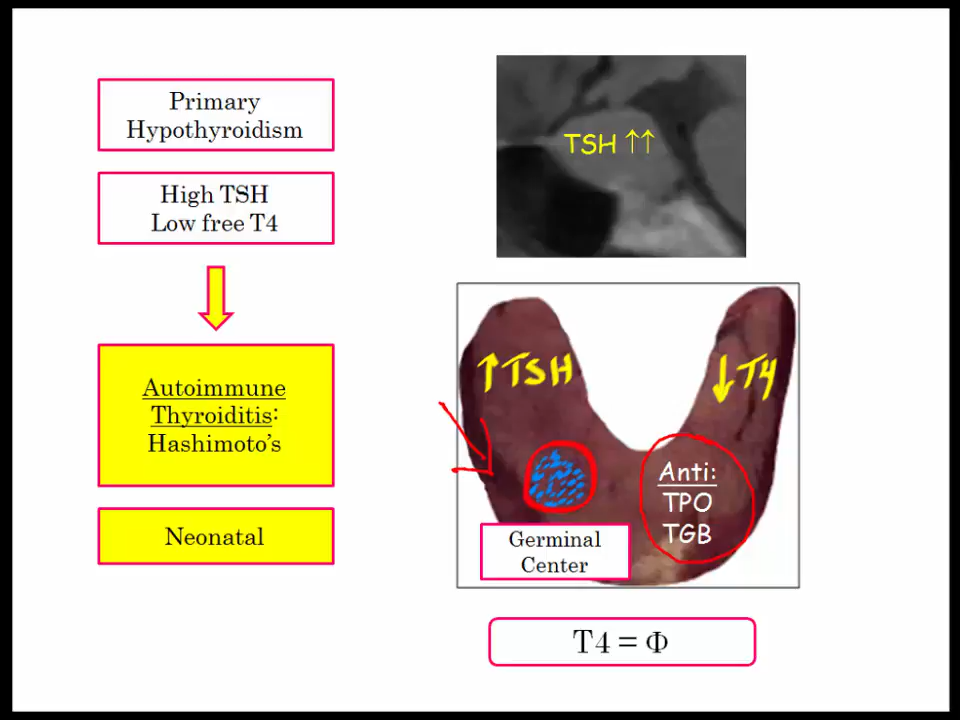 Primary
Hypothyroidism
High TSH
Low free T4
Autoimmune
Thyroiditis:
Hashimoto's
Neonatal
TSH ↑↑
↑TSH
↓T4
Anti:
TPO
TGB
Germinal
Center
T4 = Φ